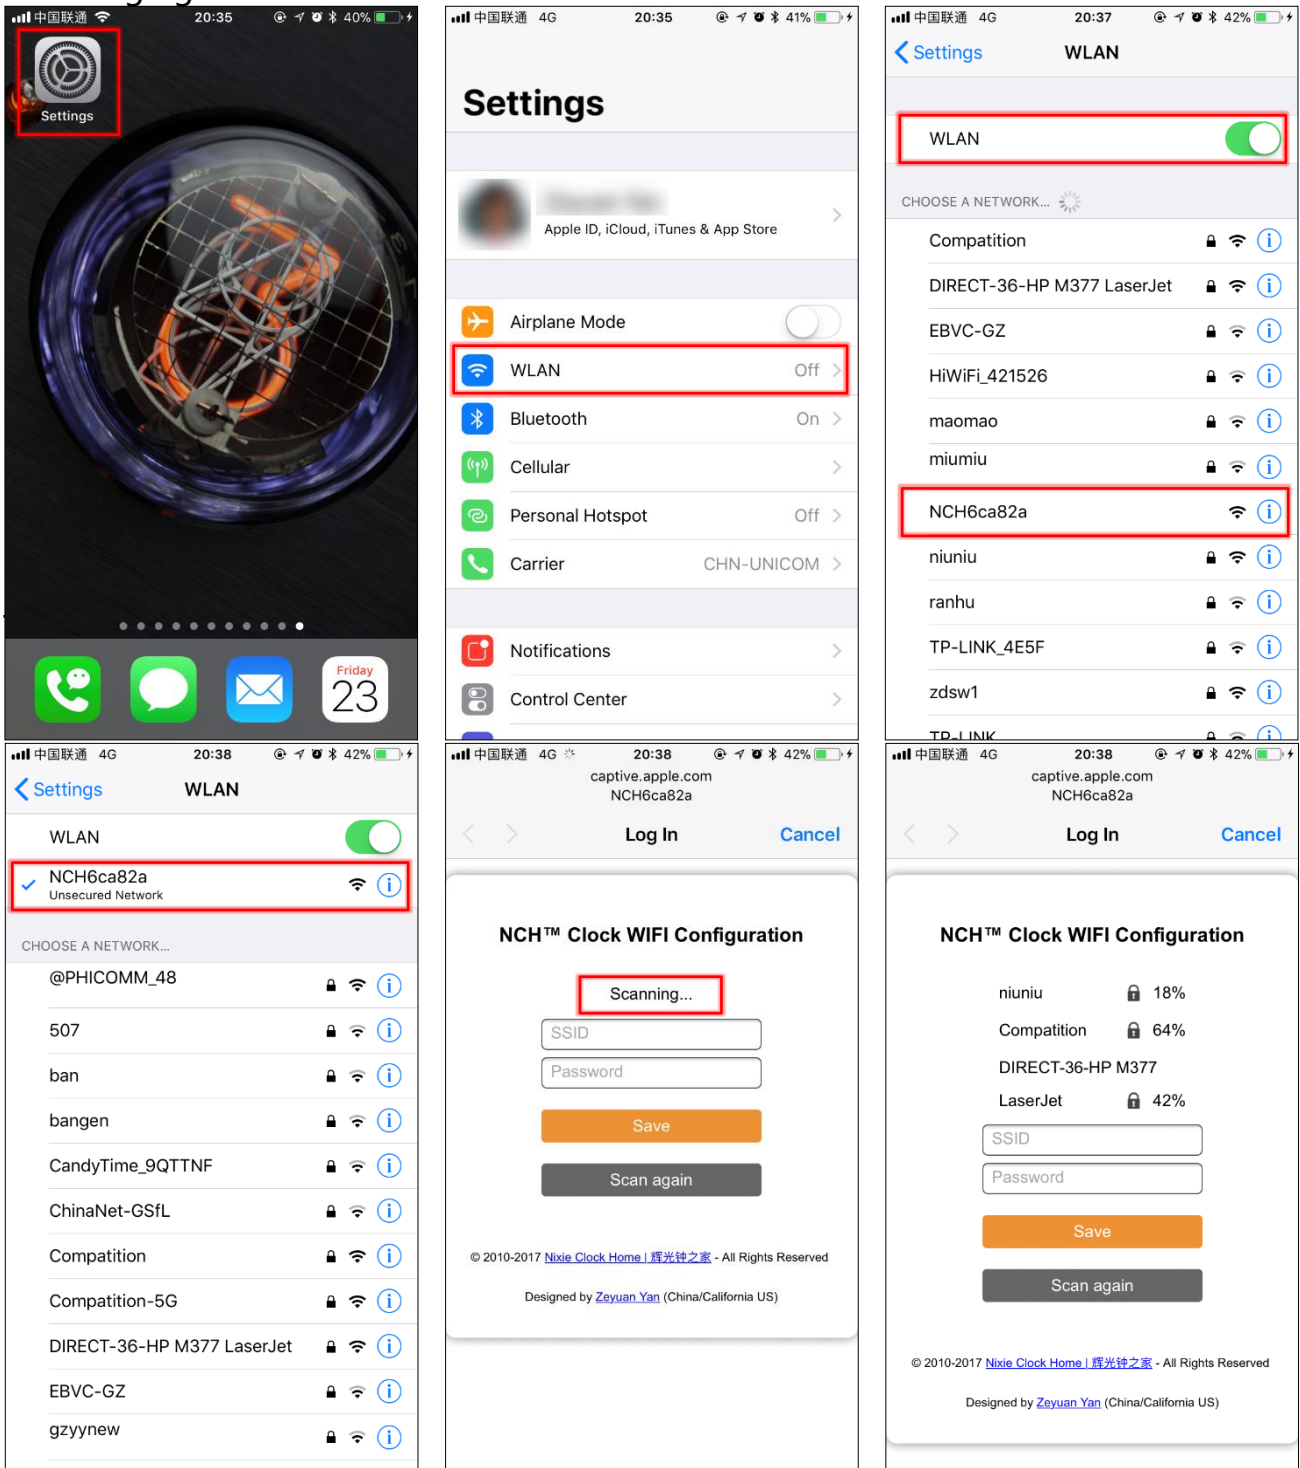 中国联通 20:35 40%
Settings
Friday
23
中国联通 4G 20:35 41%
Settings
Apple ID, iCloud, iTunes & App Store
Airplane Mode
WLAN Off
Bluetooth On
Cellular
Personal Hotspot Off
Carrier CHN-UNICOM
Notifications
Control Center
中国联通 4G 20:37 42%
Settings WLAN
WLAN
CHOOSE A NETWORK...
Compatition
DIRECT-36-HP M377 LaserJet
EBVC-GZ
HiWiFi_421526
maomao
miumiu
NCH6ca82a
niuniu
ranhu
TP-LINK_4E5F
zdsw1
TP-LINK
中国联通 4G 20:38 42%
Settings WLAN
WLAN
NCH6ca82a
Unsecured Network
CHOOSE A NETWORK...
@PHICOMM_48
507
ban
bangen
CandyTime_9QTTNF
ChinaNet-GSfL
Compatition
Compatition-5G
DIRECT-36-HP M377 LaserJet
EBVC-GZ
gzyynew
中国联通 4G 20:38 42%
captive.apple.com
NCH6ca82a
Log In Cancel
NCH™ Clock WIFI Configuration
Scanning...
SSID
Password
Save
Scan again
© 2010-2017 Nixie Clock Home | 辉光钟之家 - All Rights Reserved
Designed by Zeyuan Yan (China/California US)
中国联通 4G 20:38 42%
captive.apple.com
NCH6ca82a
Log In Cancel
NCH™ Clock WIFI Configuration
niuniu 18%
Compatition 64%
DIRECT-36-HP M377
LaserJet 42%
SSID
Password
Save
Scan again
© 2010-2017 Nixie Clock Home | 辉光钟之家 - All Rights Reserved
Designed by Zeyuan Yan (China/California US)